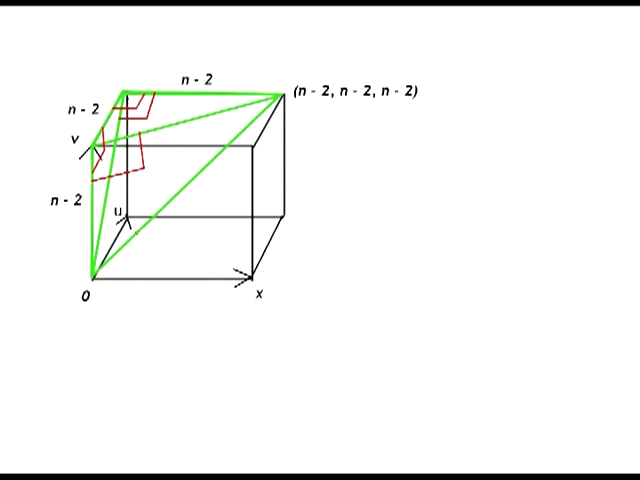 n - 2
(n - 2, n - 2, n - 2)
n - 2
v
n - 2
u
0
x